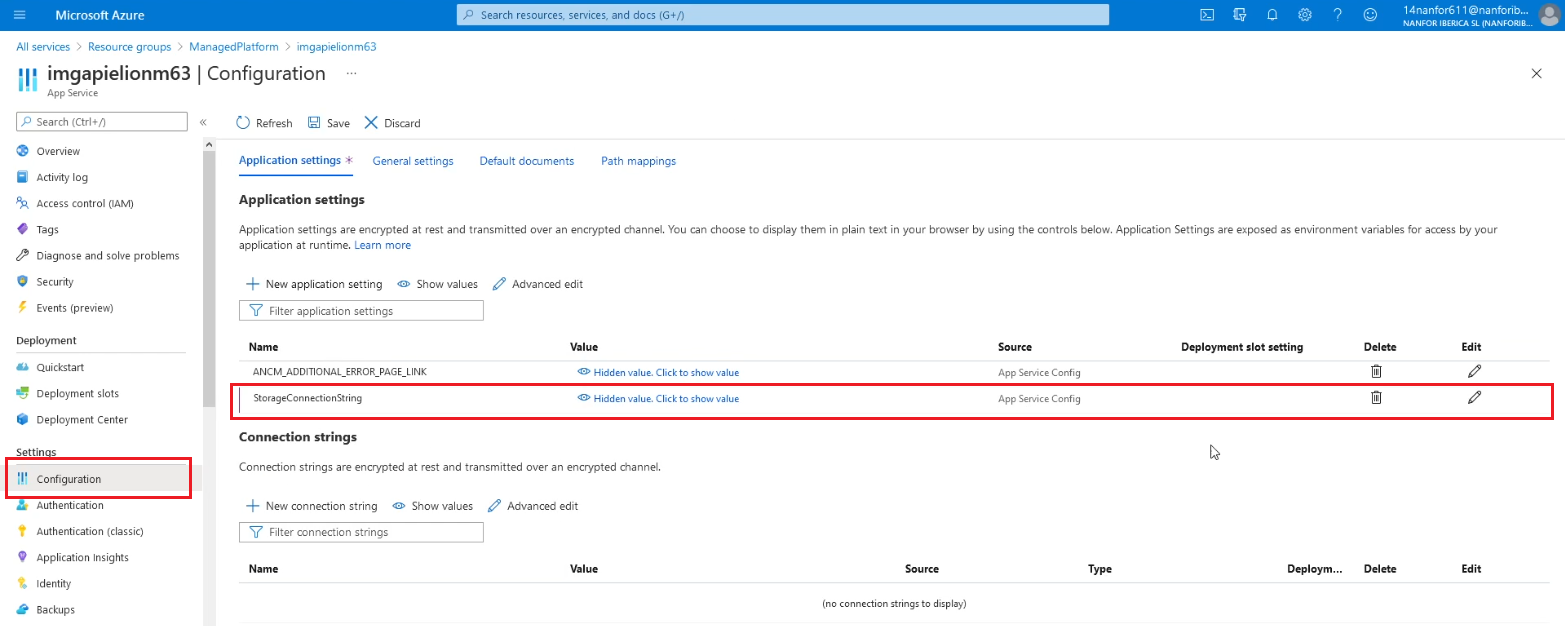 Microsoft Azure
Search resources, services, and docs (G+/)
14nanfor611@nanforib...
NANFOR IBERICA SL (NANFORIB...
All services > Resource groups > ManagedPlatform > imgapielionm63
imgapielionm63 | Configuration ...
App Service
Search (Ctrl+/)
«
Refresh Save Discard
Overview
Activity log
Access control (IAM)
Tags
Diagnose and solve problems
Security
Events (preview)
Deployment
Quickstart
Deployment slots
Deployment Center
Settings
Configuration
Authentication
Authentication (classic)
Application Insights
Identity
Backups
Application settings * General settings Default documents Path mappings
Application settings
Application settings are encrypted at rest and transmitted over an encrypted channel. You can choose to display them in plain text in your browser by using the controls below. Application Settings are exposed as environment variables for access by your
application at runtime. Learn more
New application setting Show values Advanced edit
Filter application settings
Name Value Source Deployment slot setting Delete Edit
ANCM_ADDITIONAL_ERROR_PAGE_LINK Hidden value. Click to show value App Service Config
StorageConnectionString Hidden value. Click to show value App Service Config
Connection strings
Connection strings are encrypted at rest and transmitted over an encrypted channel.
New connection string Show values Advanced edit
Filter connection strings
Name Value Source Type Deploym... Delete Edit
(no connection strings to display)